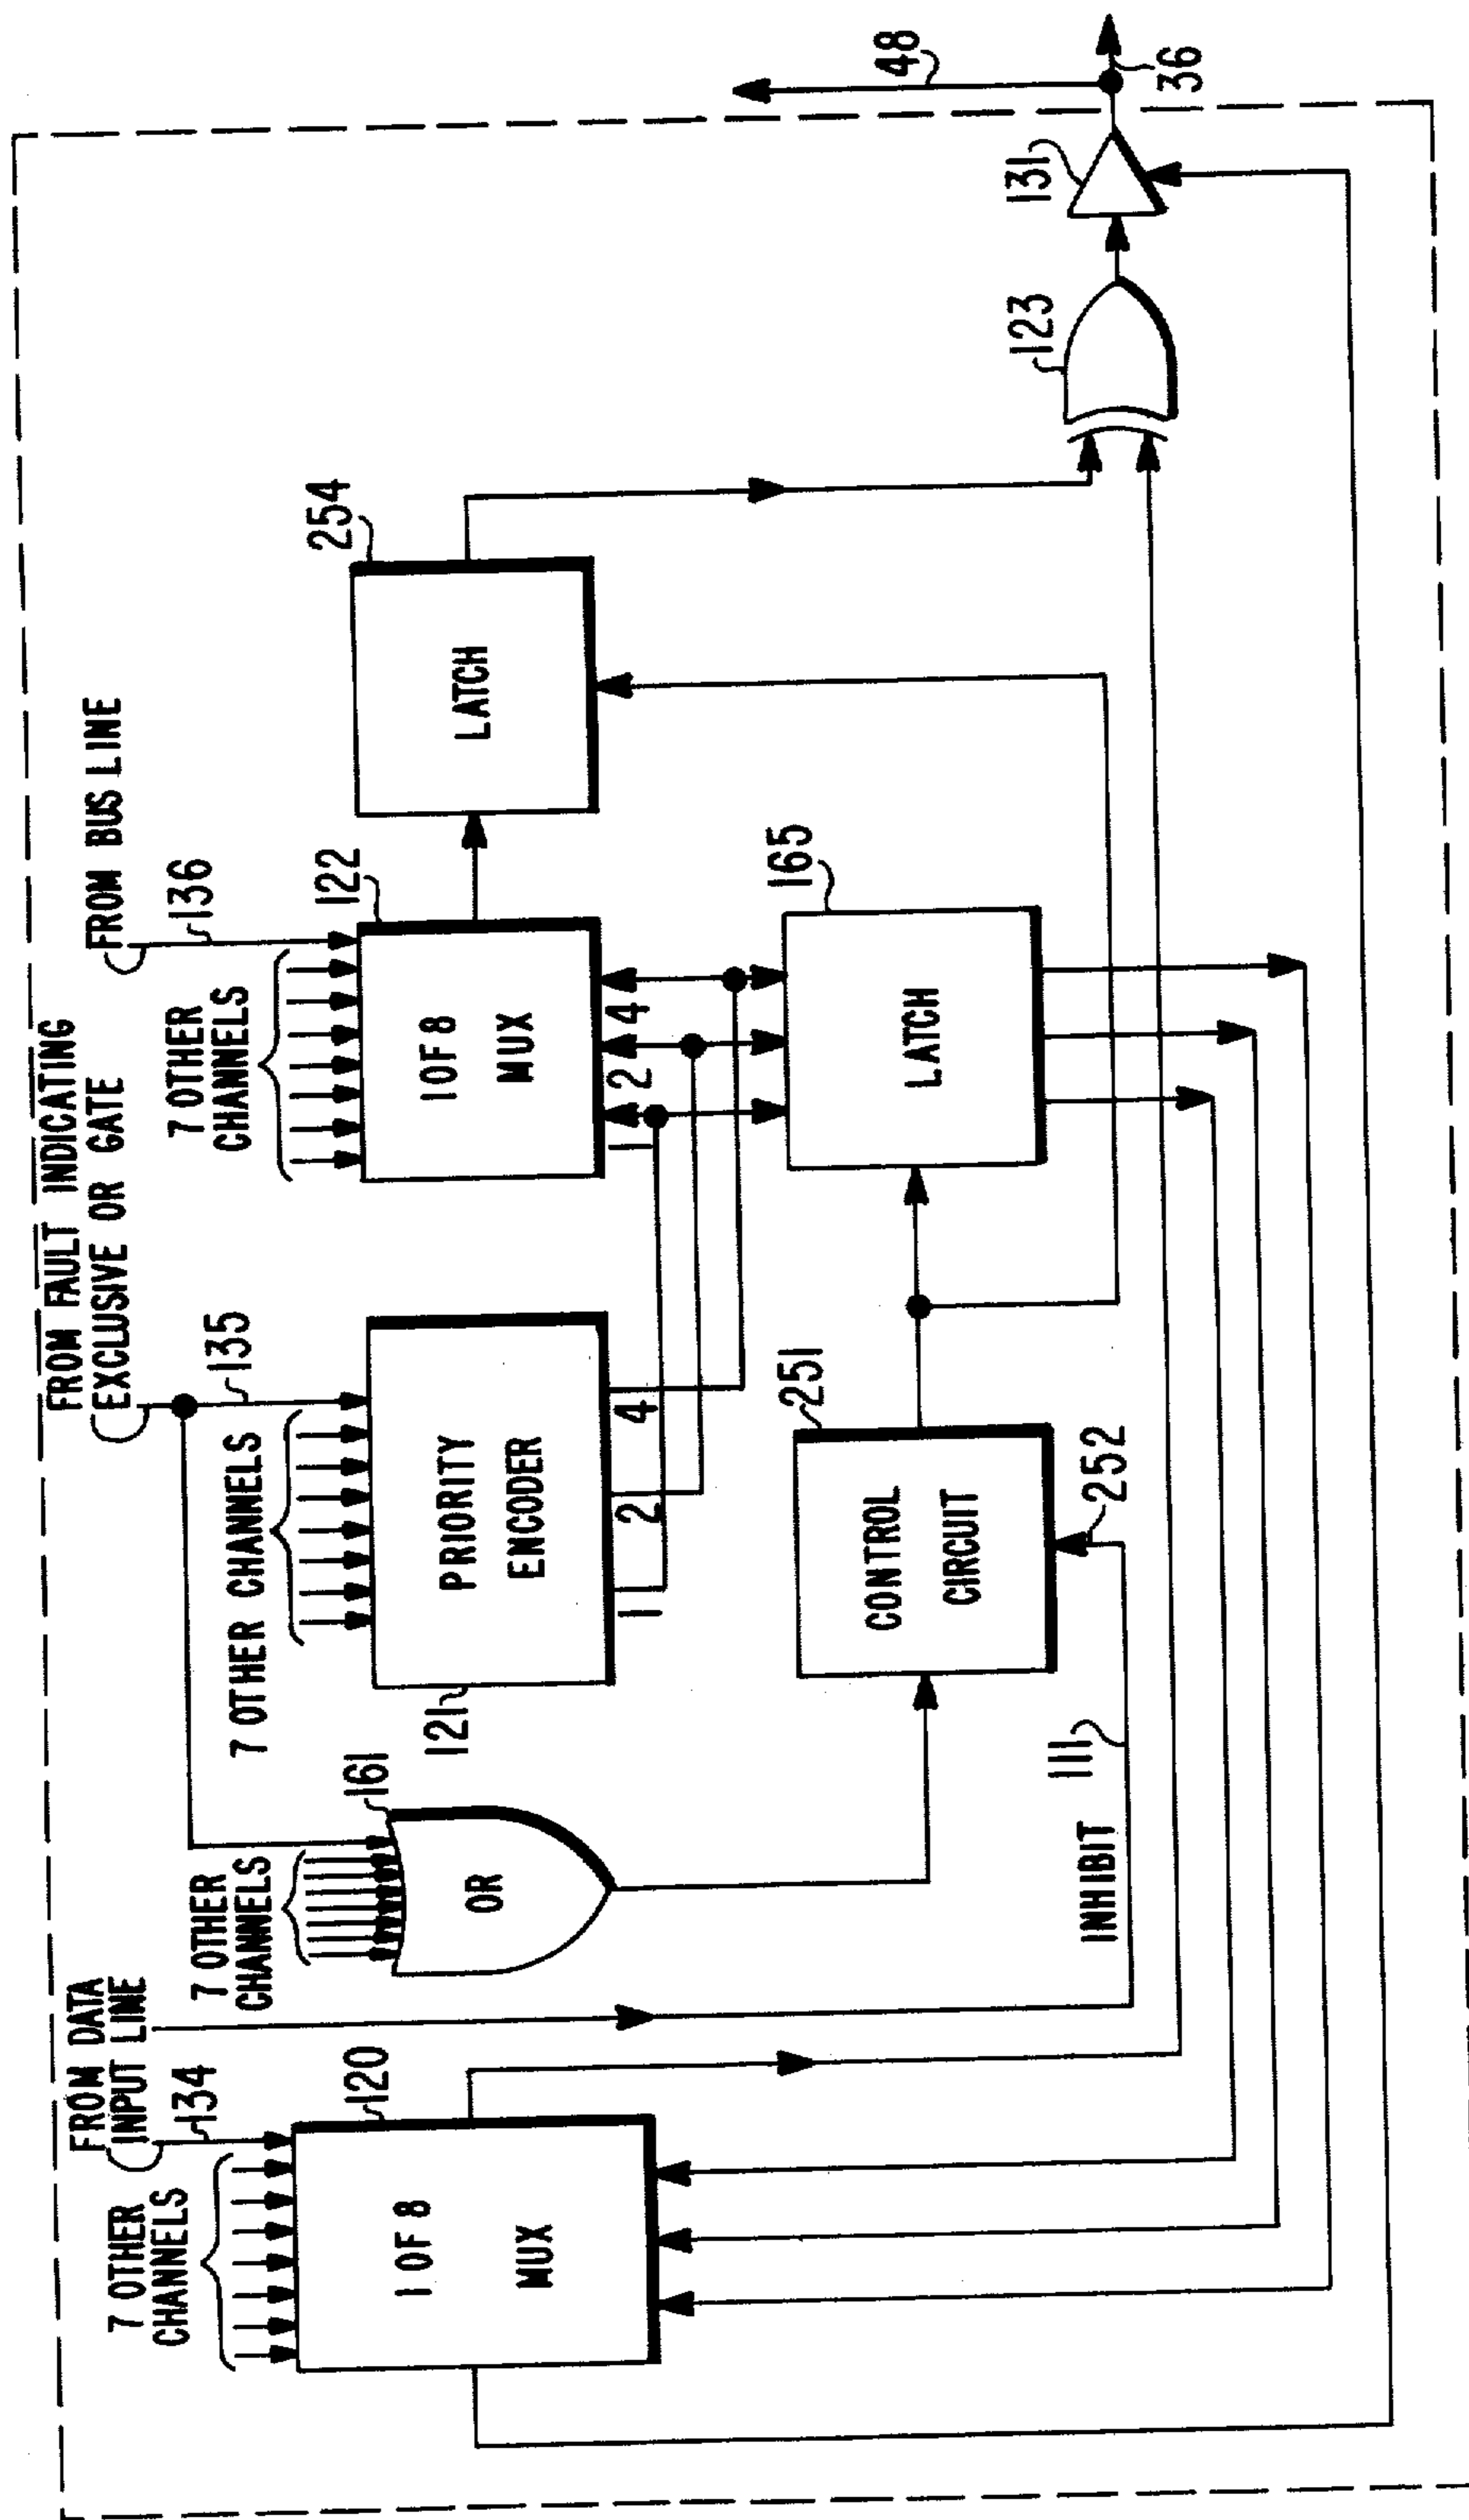 FROM DATA
INPUT LINE
134
7 OTHER
CHANNELS
120
1 OF 8
MUX
7 OTHER
CHANNELS
161
OR
INHIBIT
111
FROM FAULT INDICATING
EXCLUSIVE OR GATE
135
7 OTHER CHANNELS
121
PRIORITY
ENCODER
1
2
4
251
CONTROL
CIRCUIT
252
FROM BUS LINE
136
7 OTHER
CHANNELS
122
1 OF 8
MUX
1
2
4
165
LATCH
254
LATCH
123
131
48
36